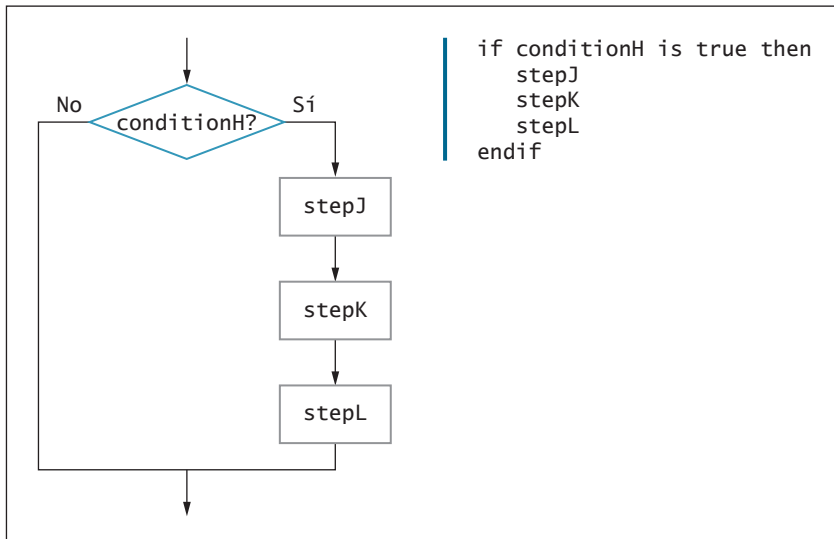 No
Sí
conditionH?
stepJ
stepK
stepL
if conditionH is true then
stepJ
stepK
stepL
endif